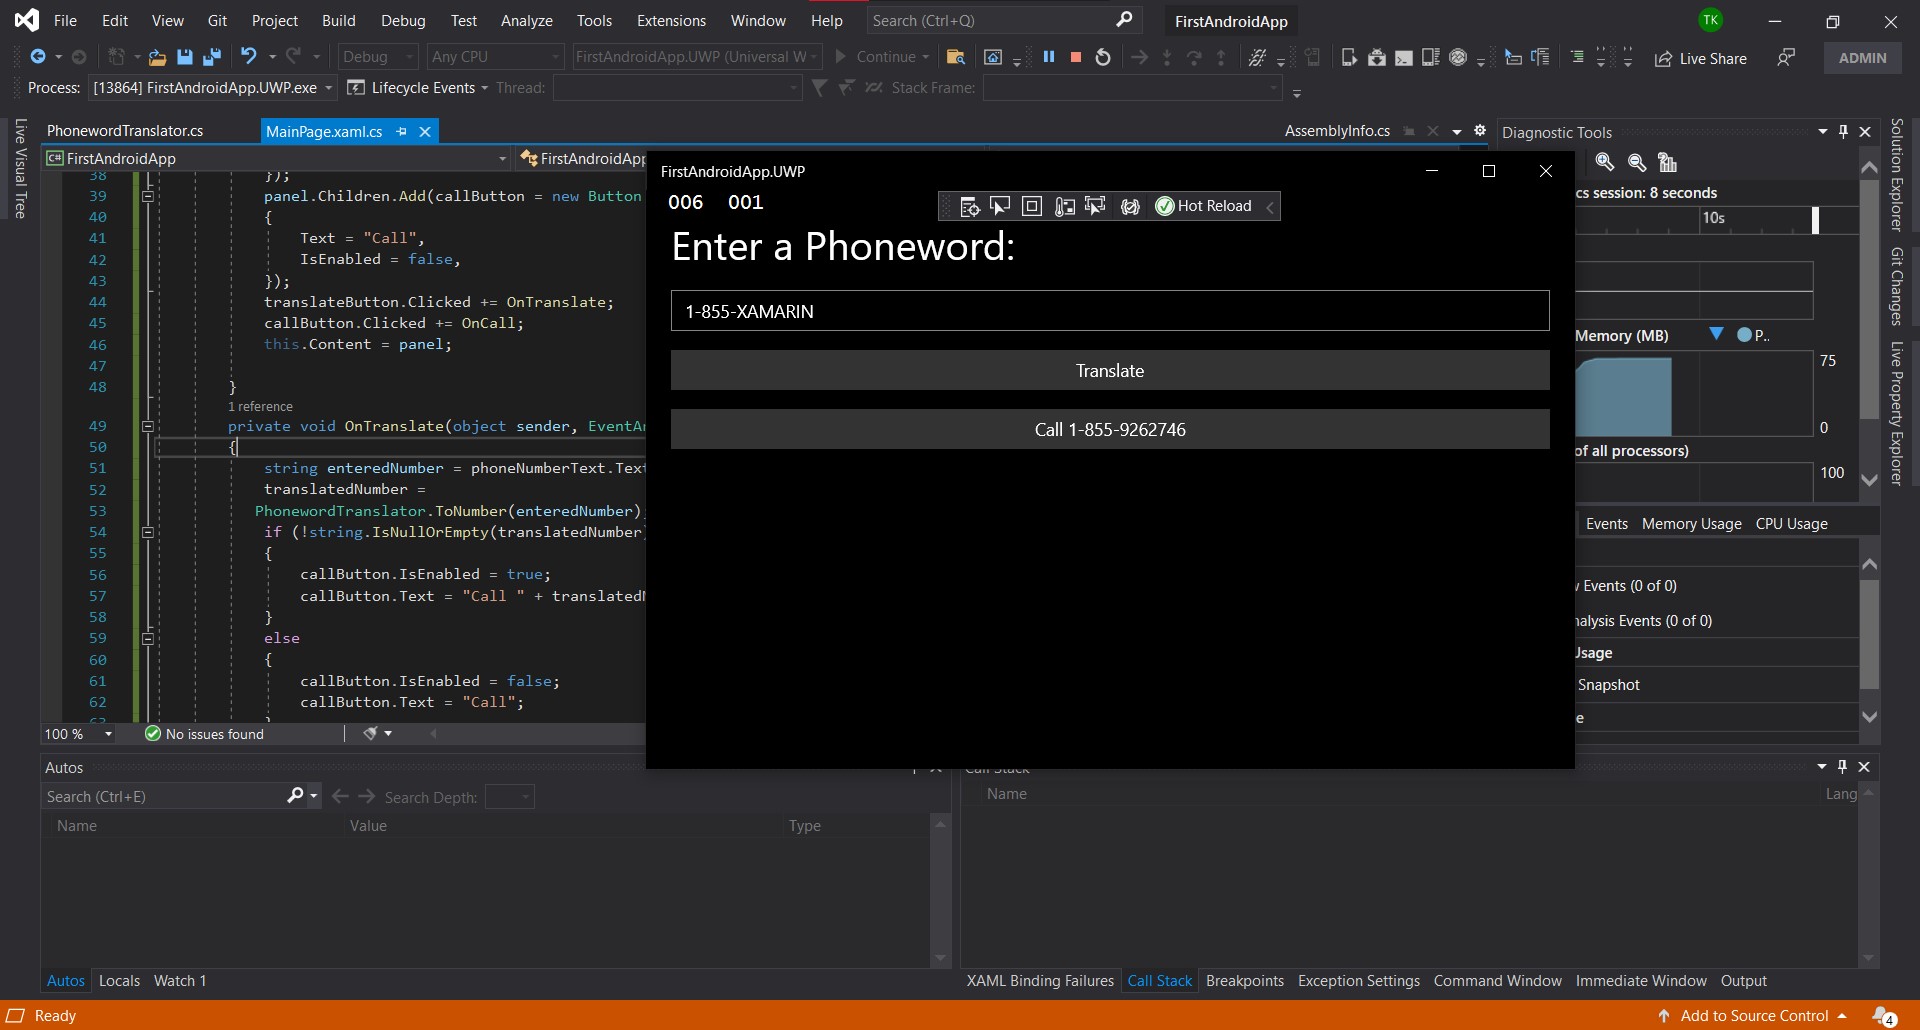 File Edit View Git Project Build Debug Test Analyze Tools Extensions Window Help Search (Ctrl+Q) FirstAndroidApp TK
Debug Any CPU FirstAndroidApp.UWP (Universal W Continue Live Share ADMIN
Process: [13864] FirstAndroidApp.UWP.exe Lifecycle Events Thread: Stack Frame:
Live Visual Tree
PhonewordTranslator.cs MainPage.xaml.cs AssemblyInfo.cs
C# FirstAndroidApp FirstAndroidApp
38 });
39 panel.Children.Add(callButton = new Button
40 {
41 Text = "Call",
42 IsEnabled = false,
43 });
44 translateButton.Clicked += OnTranslate;
45 callButton.Clicked += OnCall;
46 this.Content = panel;
47
48 }
1 reference
49 private void OnTranslate(object sender, EventAr
50 {
51 string enteredNumber = phoneNumberText.Text
52 translatedNumber =
53 PhonewordTranslator.ToNumber(enteredNumber);
54 if (!string.IsNullOrEmpty(translatedNumber)
55 {
56 callButton.IsEnabled = true;
57 callButton.Text = "Call " + translatedN
58 }
59 else
60 {
61 callButton.IsEnabled = false;
62 callButton.Text = "Call";
63 }
100 % No issues found
FirstAndroidApp.UWP
006 001 Hot Reload
Enter a Phoneword:
1-855-XAMARIN
Translate
Call 1-855-9262746
Diagnostic Tools
cs session: 8 seconds
10s
Memory (MB) P..
75
0
of all processors)
100
Events Memory Usage CPU Usage
Events (0 of 0)
nalysis Events (0 of 0)
Usage
Snapshot
e
Solution Explorer
Git Changes
Live Property Explorer
Autos
Search (Ctrl+E) Search Depth:
Name Value Type
Autos Locals Watch 1
Call Stack
Name Lang
XAML Binding Failures Call Stack Breakpoints Exception Settings Command Window Immediate Window Output
Ready Add to Source Control 4